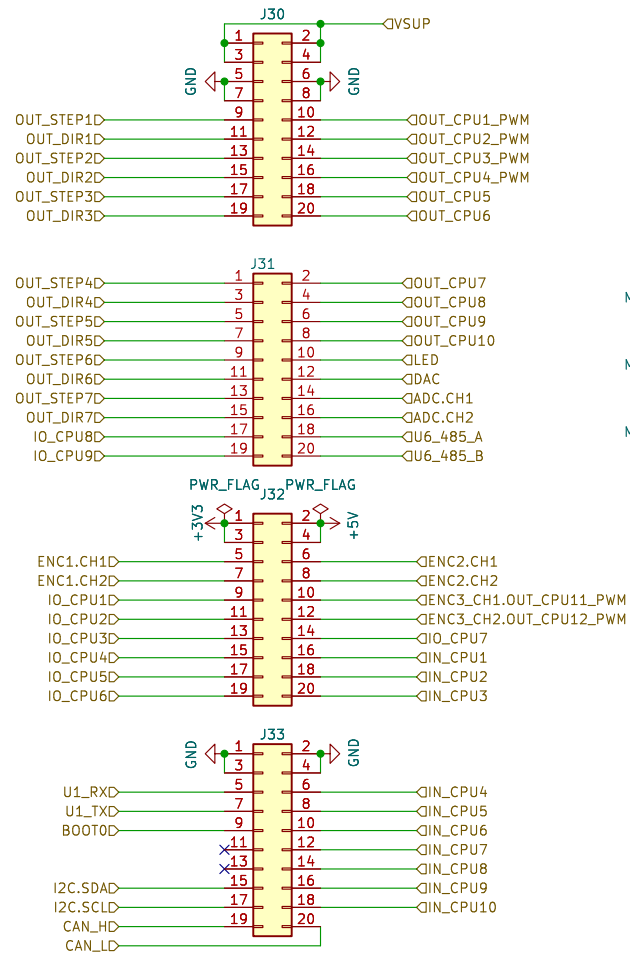 J30
VSUP
1 2
3 4
GND 5 6 GND
7 8
OUT_STEP1 9 10 OUT_CPU1_PWM
OUT_DIR1 11 12 OUT_CPU2_PWM
OUT_STEP2 13 14 OUT_CPU3_PWM
OUT_DIR2 15 16 OUT_CPU4_PWM
OUT_STEP3 17 18 OUT_CPU5
OUT_DIR3 19 20 OUT_CPU6
J31
OUT_STEP4 1 2 OUT_CPU7
OUT_DIR4 3 4 OUT_CPU8
OUT_STEP5 5 6 OUT_CPU9
OUT_DIR5 7 8 OUT_CPU10
OUT_STEP6 9 10 LED
OUT_DIR6 11 12 DAC
OUT_STEP7 13 14 ADC.CH1
OUT_DIR7 15 16 ADC.CH2
IO_CPU8 17 18 U6_485_A
IO_CPU9 19 20 U6_485_B
PWR_FLAG PWR_FLAG
J32
+3V3 1 2 +5V
3 4
ENC1.CH1 5 6 ENC2.CH1
ENC1.CH2 7 8 ENC2.CH2
IO_CPU1 9 10 ENC3_CH1.OUT_CPU11_PWM
IO_CPU2 11 12 ENC3_CH2.OUT_CPU12_PWM
IO_CPU3 13 14 IO_CPU7
IO_CPU4 15 16 IN_CPU1
IO_CPU5 17 18 IN_CPU2
IO_CPU6 19 20 IN_CPU3
J33
GND 1 2 GND
3 4
U1_RX 5 6 IN_CPU4
U1_TX 7 8 IN_CPU5
BOOT0 9 10 IN_CPU6
11 12 IN_CPU7
13 14 IN_CPU8
I2C.SDA 15 16 IN_CPU9
I2C.SCL 17 18 IN_CPU10
CAN_H 19 20
CAN_L